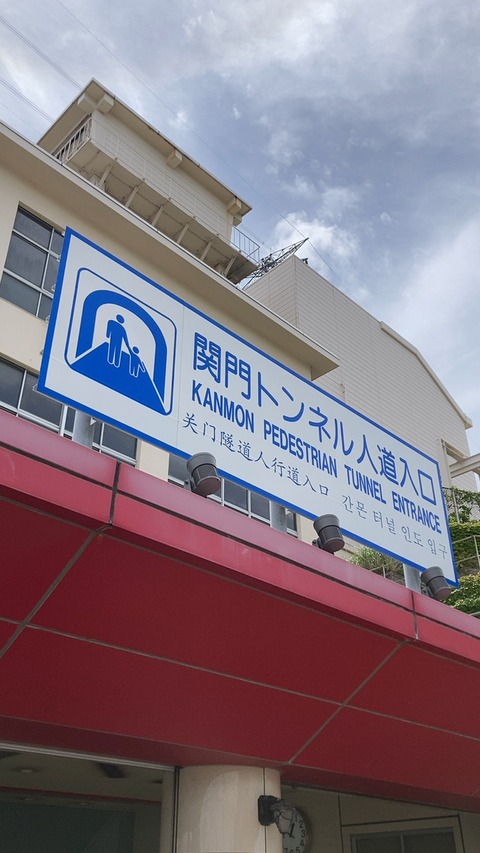 関門トンネル人道入口
KANMON PEDESTRIAN TUNNEL ENTRANCE
关门隧道人行道入口 간몬 터널 인도 입구